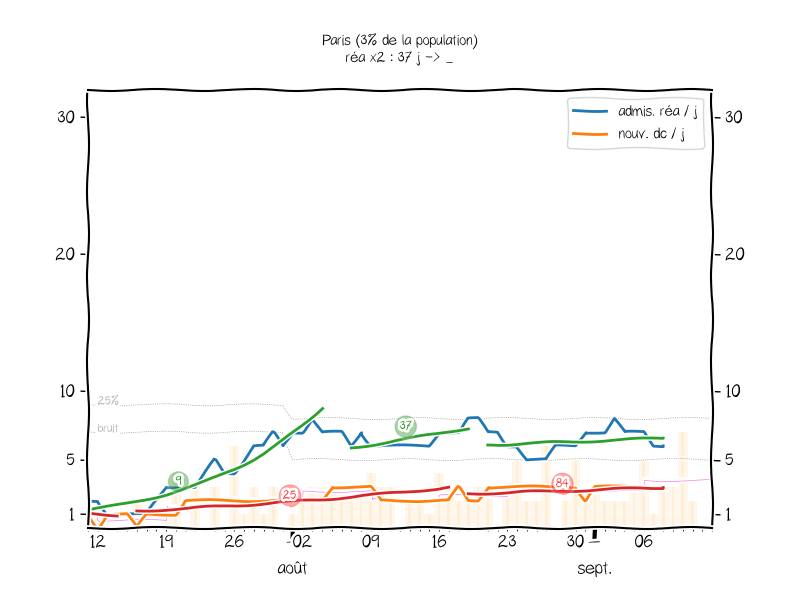 Paris (3% de la population)
réa x2 : 37 j -> _
admis. réa / j
nouv. dc / j
30 30
20 20
10 10
5 5
1 1
25%
bruit
9
25
37
84
12 19 26 02 09 16 23 30 06
août sept.